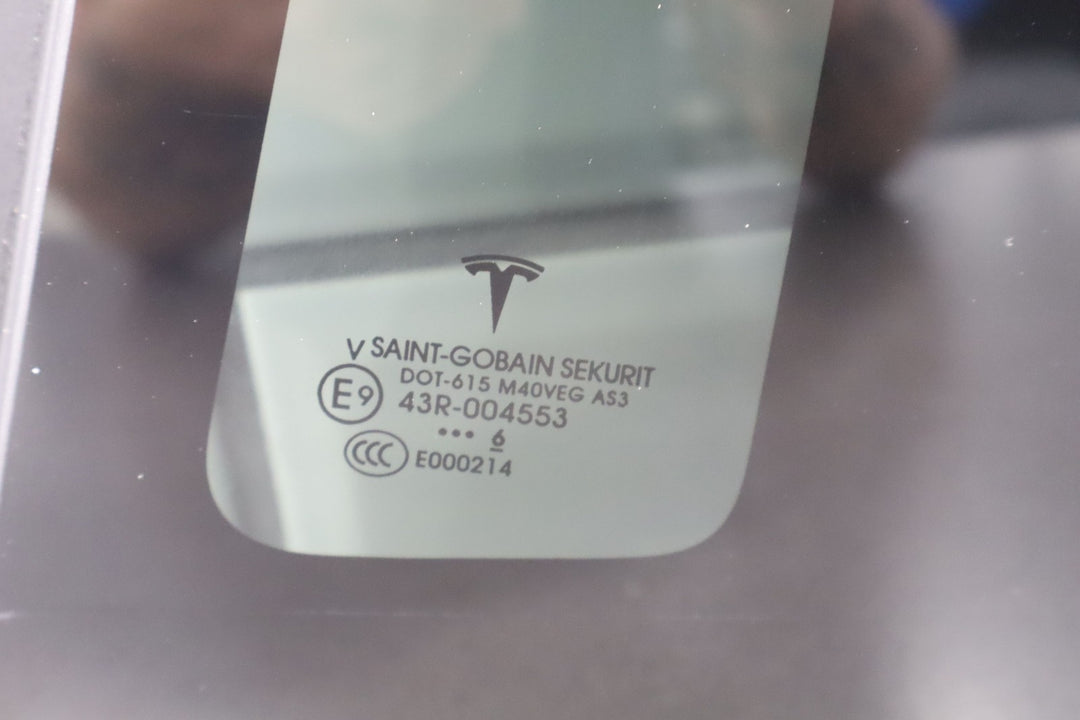 V SAINT-GOBAIN SEKURIT
E9 DOT-615 M40VEG AS3
43R-004553
••• 6
CCC E000214